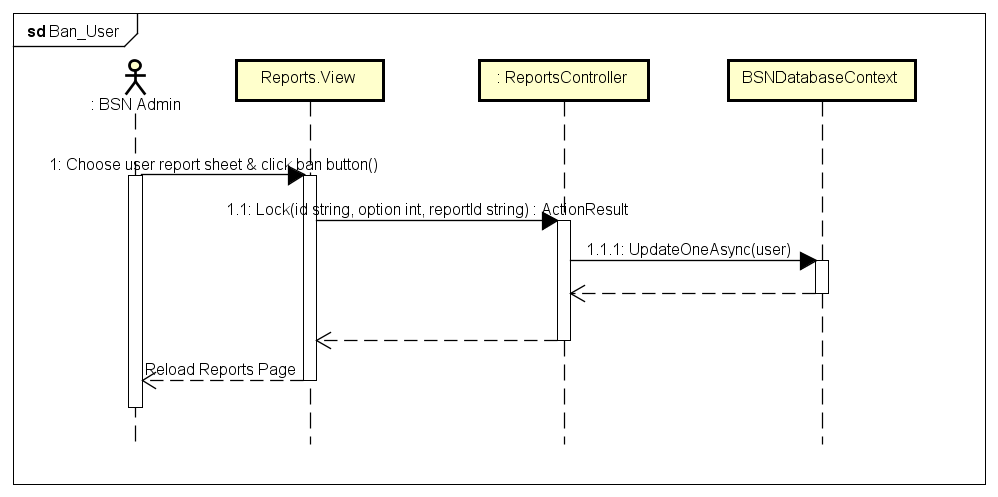 sd Ban_User
: BSN Admin
Reports.View
: ReportsController
BSNDatabaseContext
1: Choose user report sheet & click ban button()
1.1: Lock(id string, option int, reportId string) : ActionResult
1.1.1: UpdateOneAsync(user)
Reload Reports Page